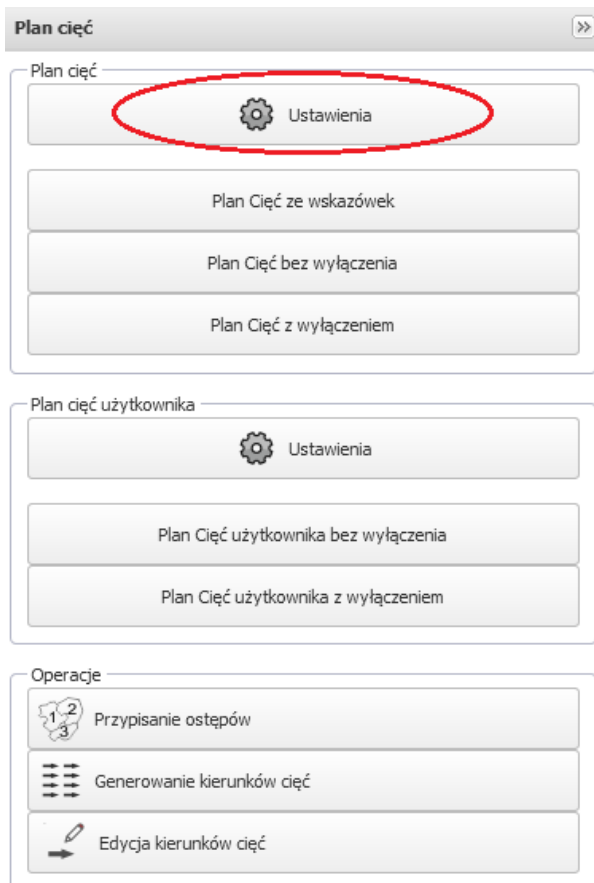 Plan cięć
Plan cięć
Ustawienia
Plan Cięć ze wskazówek
Plan Cięć bez wyłączenia
Plan Cięć z wyłączeniem
Plan cięć użytkownika
Ustawienia
Plan Cięć użytkownika bez wyłączenia
Plan Cięć użytkownika z wyłączeniem
Operacje
1 2
3
Przypisanie ostępów
Generowanie kierunków cięć
Edycja kierunków cięć